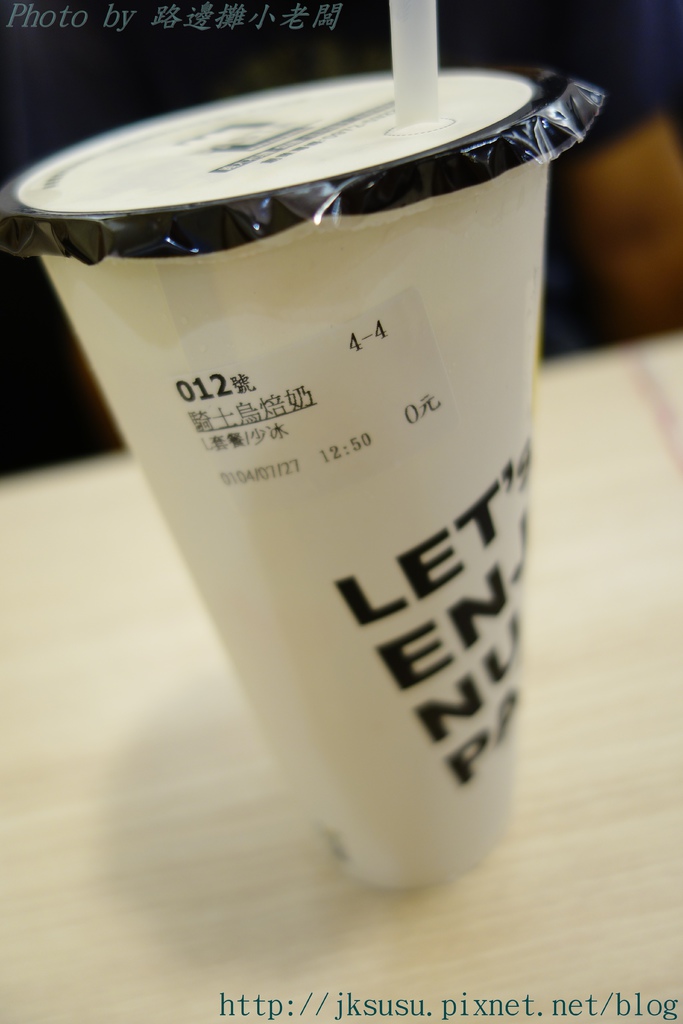 Photo by 路邊攤小老闆
4-4
012號
騎士烏焙奶
L套餐/少冰
0元
0104/07/27 12:50
LET'S
ENJ
NU
PA
http://jksusu.pixnet.net/blog